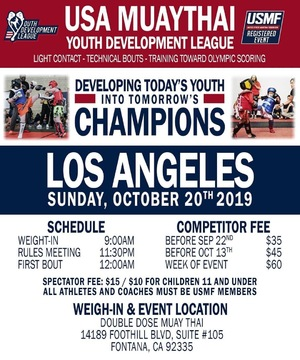 YOUTH
DEVELOPMENT
LEAGUE
USA MUAYTHAI
YOUTH DEVELOPMENT LEAGUE
USMF
REGISTERED
EVENT
LIGHT CONTACT - TECHNICAL BOUTS - TRAINING TOWARD OLYMPIC SCORING
DEVELOPING TODAY'S YOUTH
INTO TOMORROW'S
CHAMPIONS
LOS ANGELES
SUNDAY, OCTOBER 20TH 2019
SCHEDULE
WEIGH-IN 9:00AM
RULES MEETING 11:30PM
FIRST BOUT 12:00AM
COMPETITOR FEE
BEFORE SEP 22ND $35
BEFORE OCT 13TH $45
WEEK OF EVENT $60
SPECTATOR FEE: $15 / $10 FOR CHILDREN 11 AND UNDER
ALL ATHLETES AND COACHES MUST BE USMF MEMBERS
WEIGH-IN & EVENT LOCATION
DOUBLE DOSE MUAY THAI
14189 FOOTHILL BLVD, SUITE #105
FONTANA, CA 92335